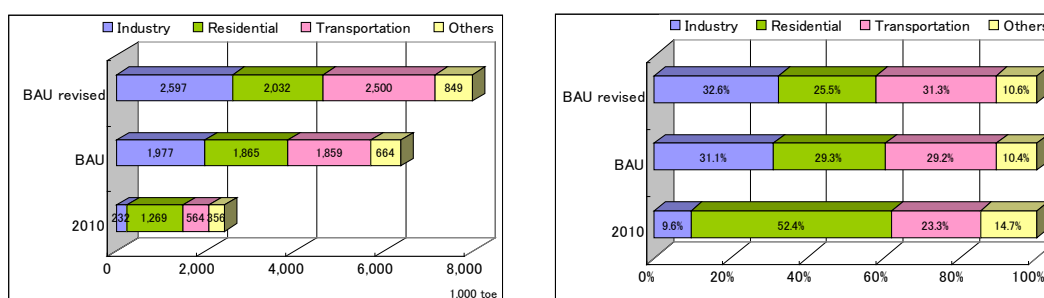 Industry Residential Transportation Others
BAU revised 2,597 2,032 2,500 849
BAU 1,977 1,865 1,859 664
2010 232 1,269 564 356
0 2,000 4,000 6,000 8,000
1,000 toe
Industry Residential Transportation Others
BAU revised 32.6% 25.5% 31.3% 10.6%
BAU 31.1% 29.3% 29.2% 10.4%
2010 9.6% 52.4% 23.3% 14.7%
0% 20% 40% 60% 80% 100%